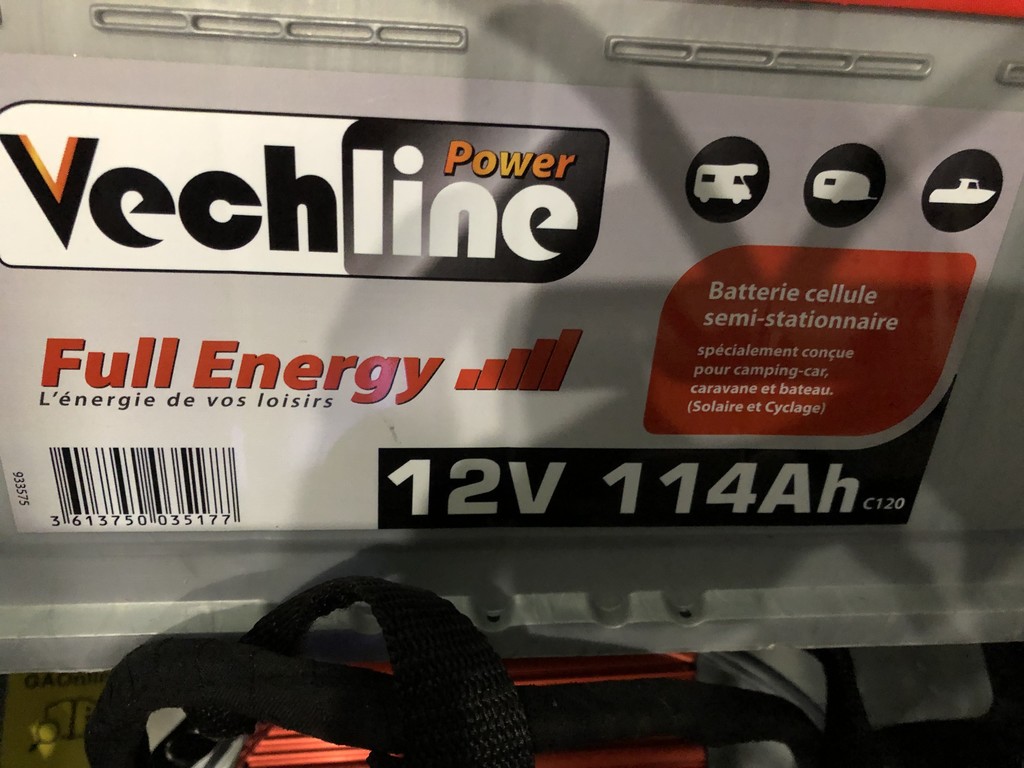 Vechline
Power
Full Energy
L'énergie de vos loisirs
Batterie cellule
semi-stationnaire
spécialement conçue
pour camping-car,
caravane et bateau.
(Solaire et Cyclage)
933575
3 613750 035177
12V 114Ah C120